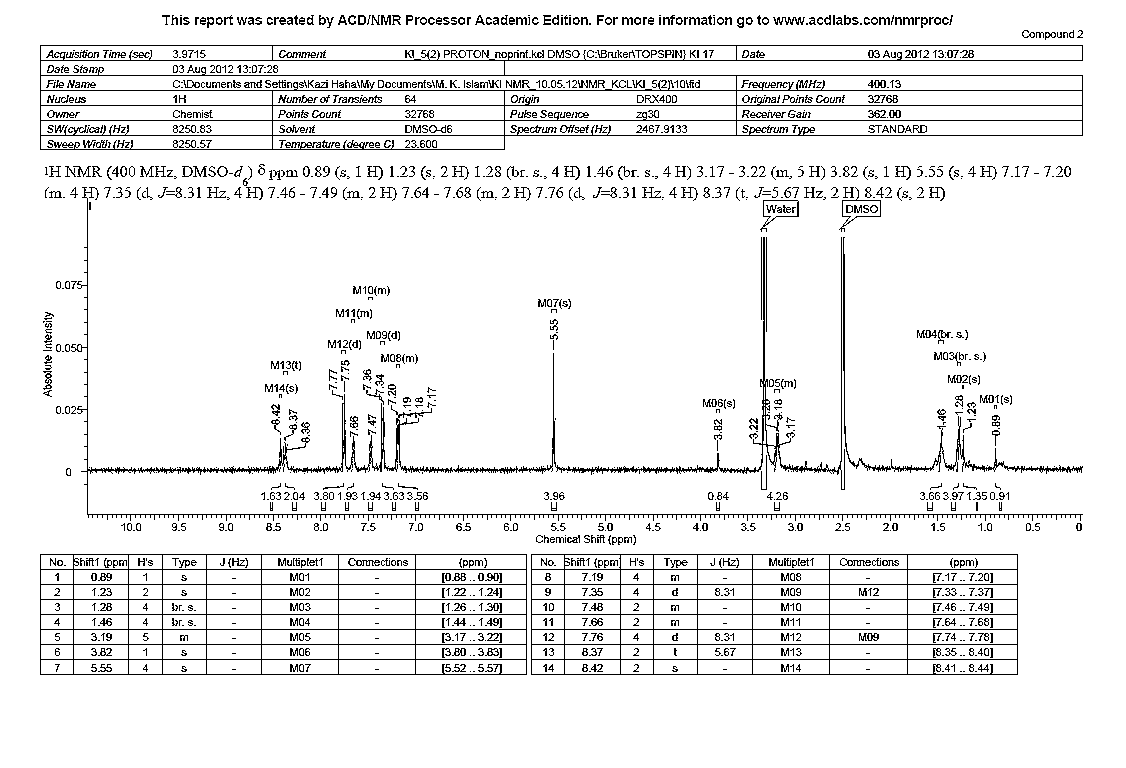 This report was created by ACD/NMR Processor Academic Edition. For more information go to www.acdlabs.com/nmrproc/
Compound 2
Acquisition Time (sec) 3.9715 Comment KI_5(2) PROTON_noprinf.kcl DMSO {C:\Bruker\TOPSPIN} KI 17 Date 03 Aug 2012 13:07:28
Date Stamp 03 Aug 2012 13:07:28
File Name C:\Documents and Settings\Kazi Haha\My Documents\M. K. Islam\KI NMR_10.05.12\NMR_KCL\KI_5(2)\10\fid Frequency (MHz) 400.13
Nucleus 1H Number of Transients 64 Origin DRX400 Original Points Count 32768
Owner Chemist Points Count 32768 Pulse Sequence zg30 Receiver Gain 362.00
SW(cyclical) (Hz) 8250.83 Solvent DMSO-d6 Spectrum Offset (Hz) 2467.9133 Spectrum Type STANDARD
Sweep Width (Hz) 8250.57 Temperature (degree C) 23.600
1H NMR (400 MHz, DMSO-d6) δ ppm 0.89 (s, 1 H) 1.23 (s, 2 H) 1.28 (br. s., 4 H) 1.46 (br. s., 4 H) 3.17 - 3.22 (m, 5 H) 3.82 (s, 1 H) 5.55 (s, 4 H) 7.17 - 7.20
(m, 4 H) 7.35 (d, J=8.31 Hz, 4 H) 7.46 - 7.49 (m, 2 H) 7.64 - 7.68 (m, 2 H) 7.76 (d, J=8.31 Hz, 4 H) 8.37 (t, J=5.67 Hz, 2 H) 8.42 (s, 2 H)
Water DMSO
M10(m)
M07(s)
M11(m)
M09(d) M04(br. s.)
M12(d)
M08(m) M03(br. s.)
M13(t)
M02(s)
M14(s) M05(m)
M06(s) M01(s)
8.42 8.37 8.36 7.77 7.75 7.66 7.47 7.36 7.34 7.20 7.19 7.18 7.17 5.55 3.82 3.22 3.20 3.18 3.17 1.46 1.28 1.23 0.89
Absolute Intensity
0.075
0.050
0.025
0
1.63 2.04 3.80 1.93 1.94 3.63 3.56 3.96 0.84 4.26 3.66 3.97 1.35 0.91
10.0 9.5 9.0 8.5 8.0 7.5 7.0 6.5 6.0 5.5 5.0 4.5 4.0 3.5 3.0 2.5 2.0 1.5 1.0 0.5 0
Chemical Shift (ppm)
No. Shift1 (ppm) H's Type J (Hz) Multiplet1 Connections (ppm) No. Shift1 (ppm) H's Type J (Hz) Multiplet1 Connections (ppm)
1 0.89 1 s - M01 - [0.88 .. 0.90] 8 7.19 4 m - M08 - [7.17 .. 7.20]
2 1.23 2 s - M02 - [1.22 .. 1.24] 9 7.35 4 d 8.31 M09 M12 [7.33 .. 7.37]
3 1.28 4 br. s. - M03 - [1.26 .. 1.30] 10 7.48 2 m - M10 - [7.46 .. 7.49]
4 1.46 4 br. s. - M04 - [1.44 .. 1.49] 11 7.66 2 m - M11 - [7.64 .. 7.68]
5 3.19 5 m - M05 - [3.17 .. 3.22] 12 7.76 4 d 8.31 M12 M09 [7.74 .. 7.78]
6 3.82 1 s - M06 - [3.80 .. 3.83] 13 8.37 2 t 5.67 M13 - [8.35 .. 8.40]
7 5.55 4 s - M07 - [5.52 .. 5.57] 14 8.42 2 s - M14 - [8.41 .. 8.44]